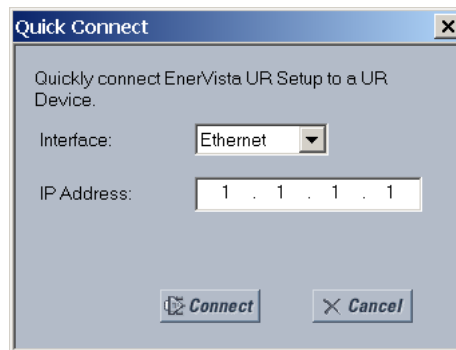 Quick Connect
Quickly connect EnerVista UR Setup to a UR
Device.
Interface: Ethernet
IP Address: 1 . 1 . 1 . 1
Connect Cancel